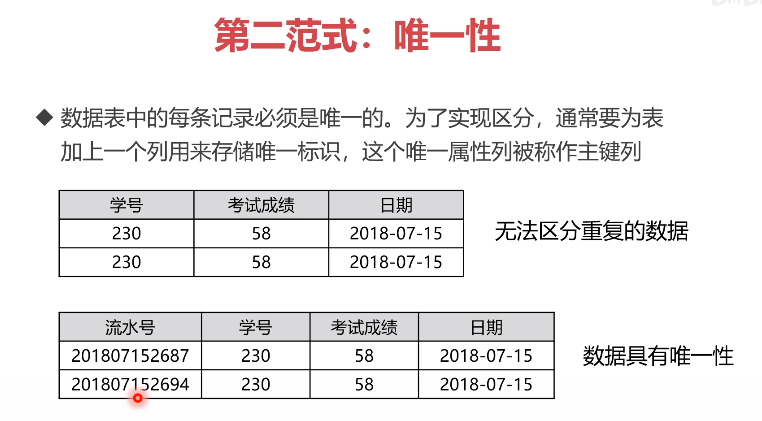 第二范式：唯一性
◆ 数据表中的每条记录必须是唯一的。为了实现区分，通常要为表
加上一个列用来存储唯一标识，这个唯一属性列被称作主键列
学号 考试成绩 日期
230 58 2018-07-15
230 58 2018-07-15
无法区分重复的数据
流水号 学号 考试成绩 日期
201807152687 230 58 2018-07-15
201807152694 230 58 2018-07-15
数据具有唯一性